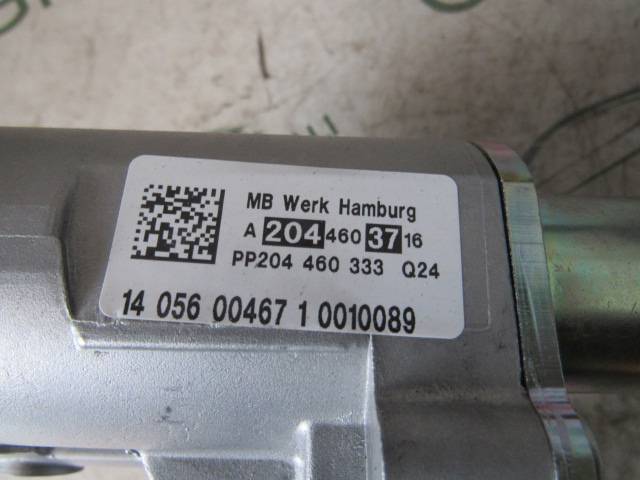 MB Werk Hamburg
A 204 460 37 16
PP204 460 333 Q24
14 056 00467 1 0010089